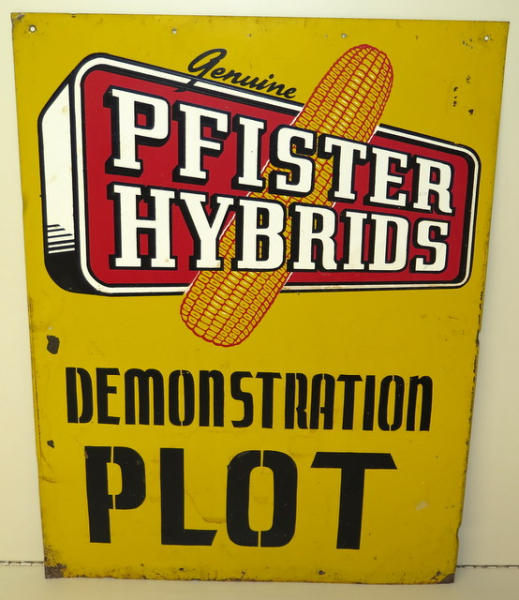 Genuine
PFISTER
HYBRIDS
DEMONSTRATION
PLOT